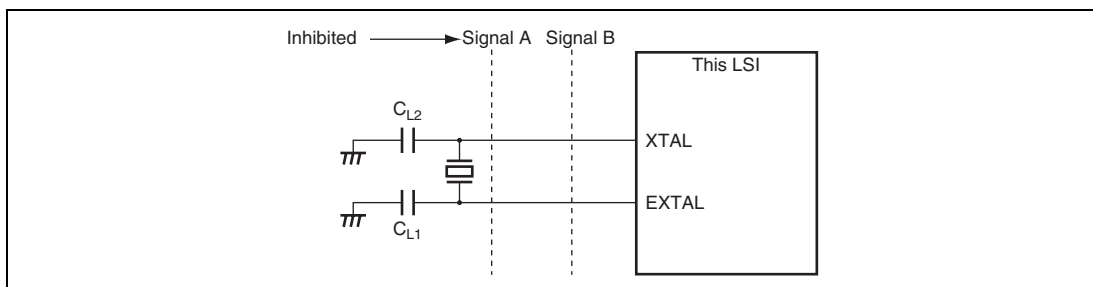 Inhibited Signal A Signal B
This LSI
CL2
XTAL
EXTAL
CL1